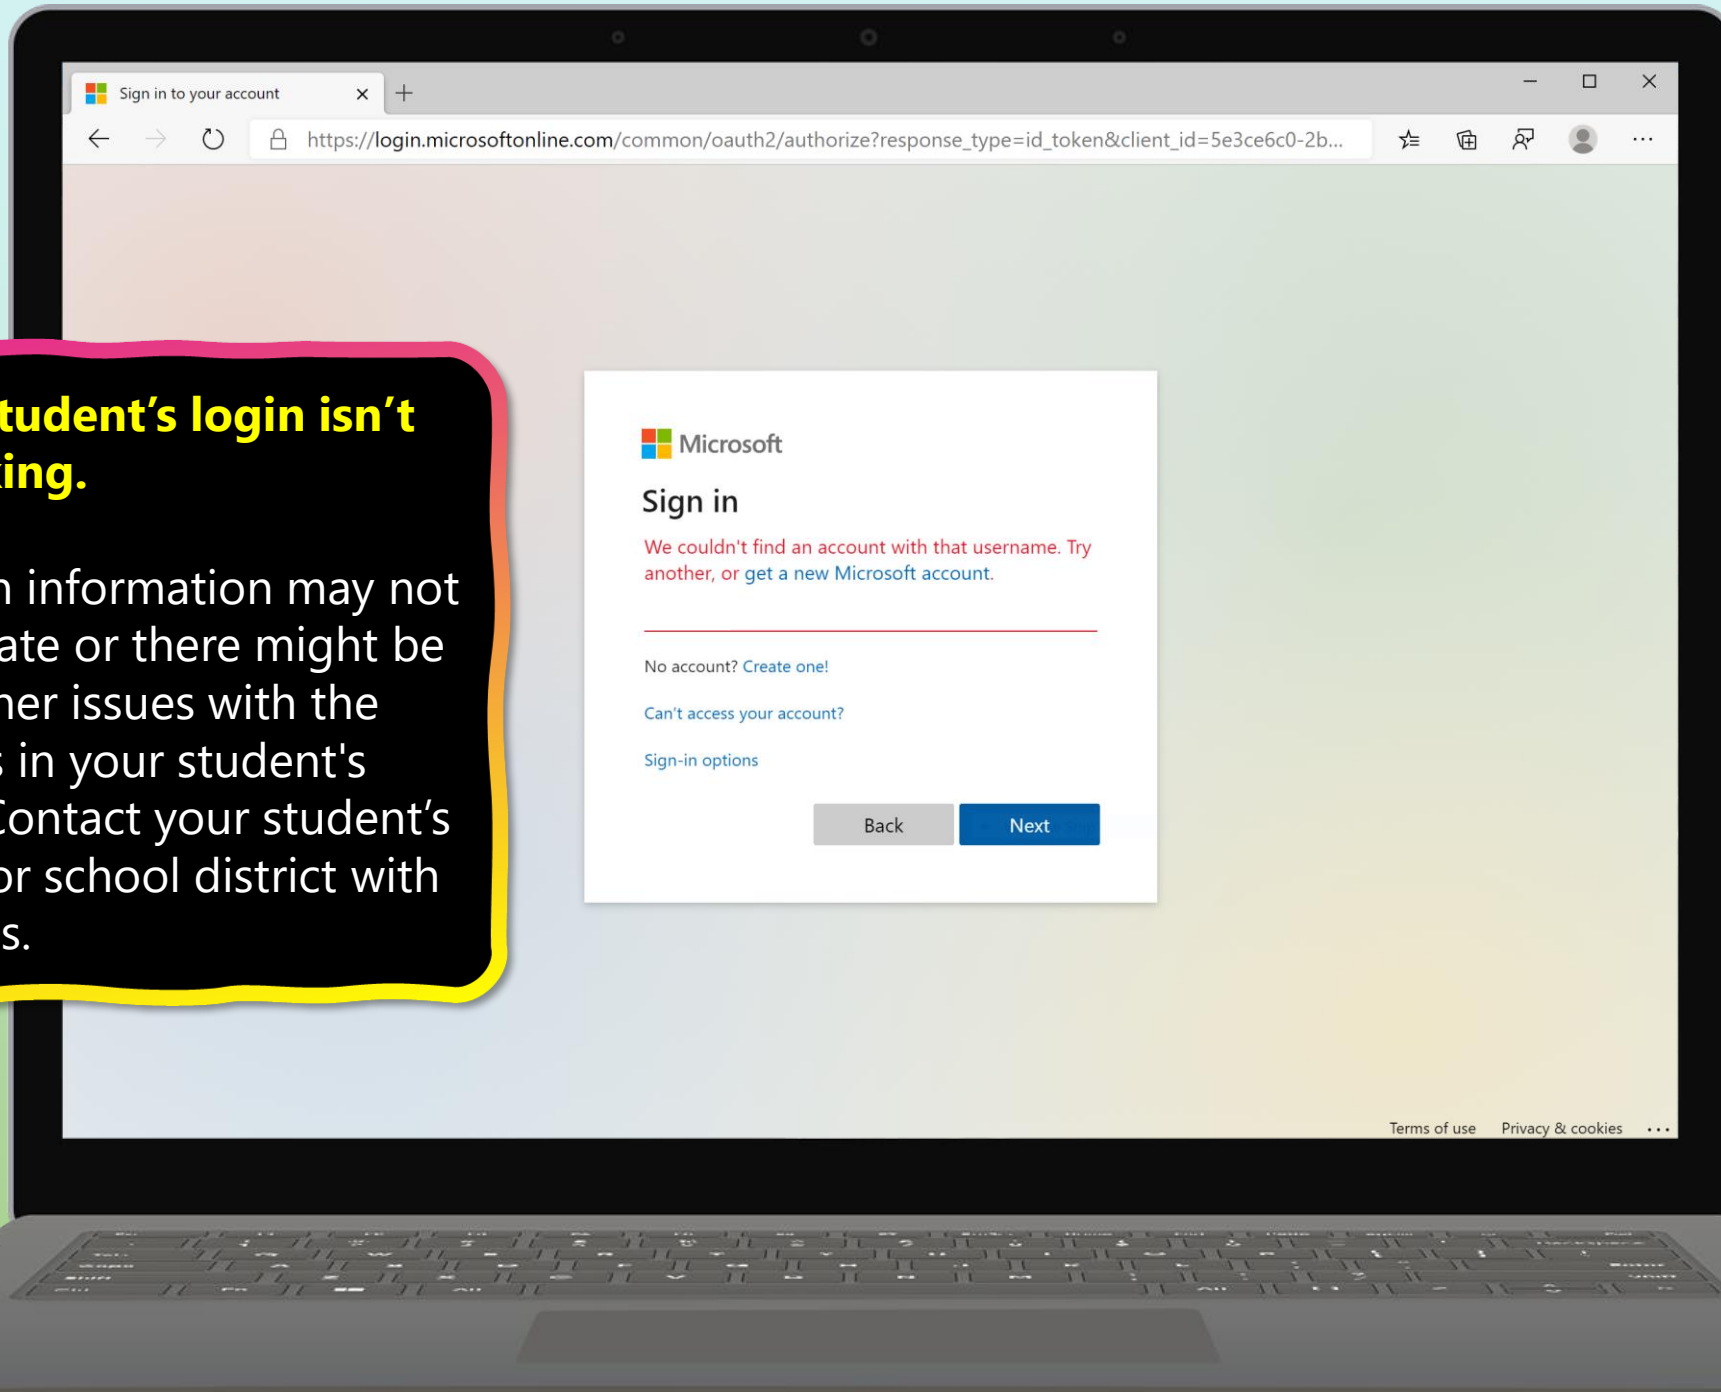 Sign in to your account
https://login.microsoftonline.com/common/oauth2/authorize?response_type=id_token&client_id=5e3ce6c0-2b...
tudent's login isn't
ing.
information may not
ate or there might be
her issues with the
s in your student's
Contact your student's
or school district with
s.
Microsoft
Sign in
We couldn't find an account with that username. Try
another, or get a new Microsoft account.
No account? Create one!
Can't access your account?
Sign-in options
Back Next
Terms of use Privacy & cookies